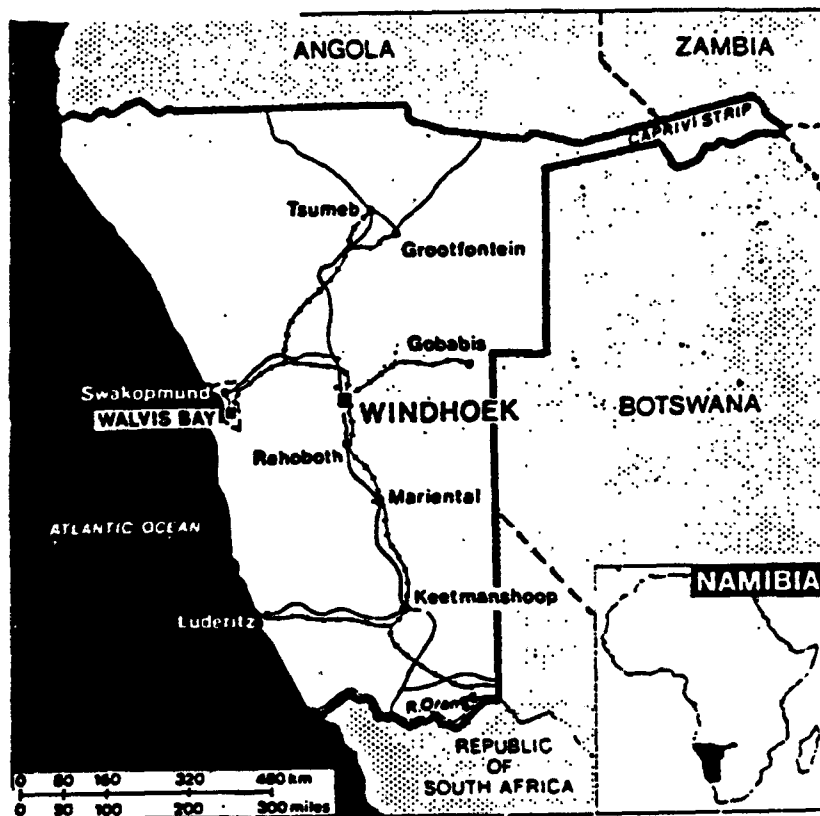 ANGOLA
ZAMBIA
CAPRIVI STRIP
Tsumeb
Grootfontein
Gobabis
Swakopmund
WALVIS BAY
WINDHOEK
BOTSWANA
Rehoboth
Mariental
ATLANTIC OCEAN
NAMIBIA
Keetmanshoop
Luderitz
R.Orange
REPUBLIC
OF
SOUTH AFRICA
0 80 160 320 480 km
0 50 100 200 300 miles